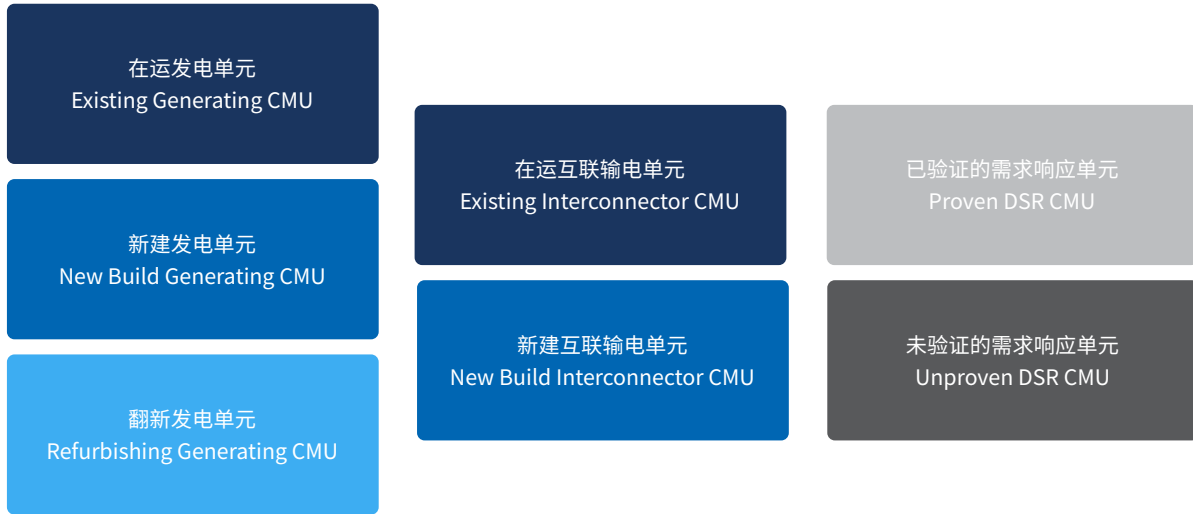 在运发电单元
Existing Generating CMU
新建发电单元
New Build Generating CMU
翻新发电单元
Refurbishing Generating CMU
在运互联输电单元
Existing Interconnector CMU
新建互联输电单元
New Build Interconnector CMU
已验证的需求响应单元
Proven DSR CMU
未验证的需求响应单元
Unproven DSR CMU